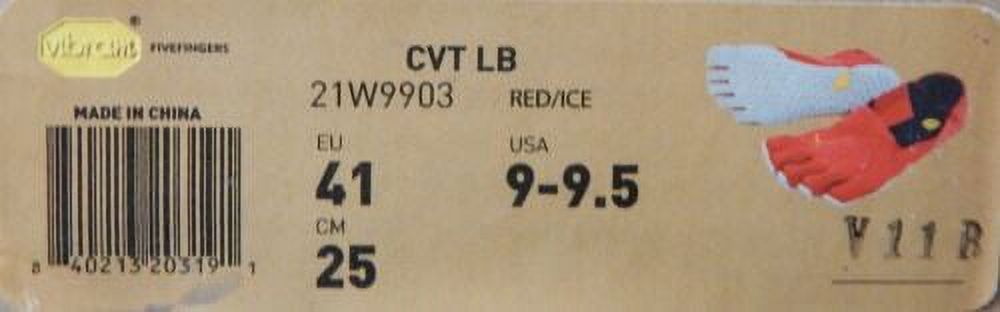 vibram® FIVEFINGERS
MADE IN CHINA
8 40213 20319 1
CVT LB
21W9903 RED/ICE
EU USA
41 9-9.5
CM
25
V11B